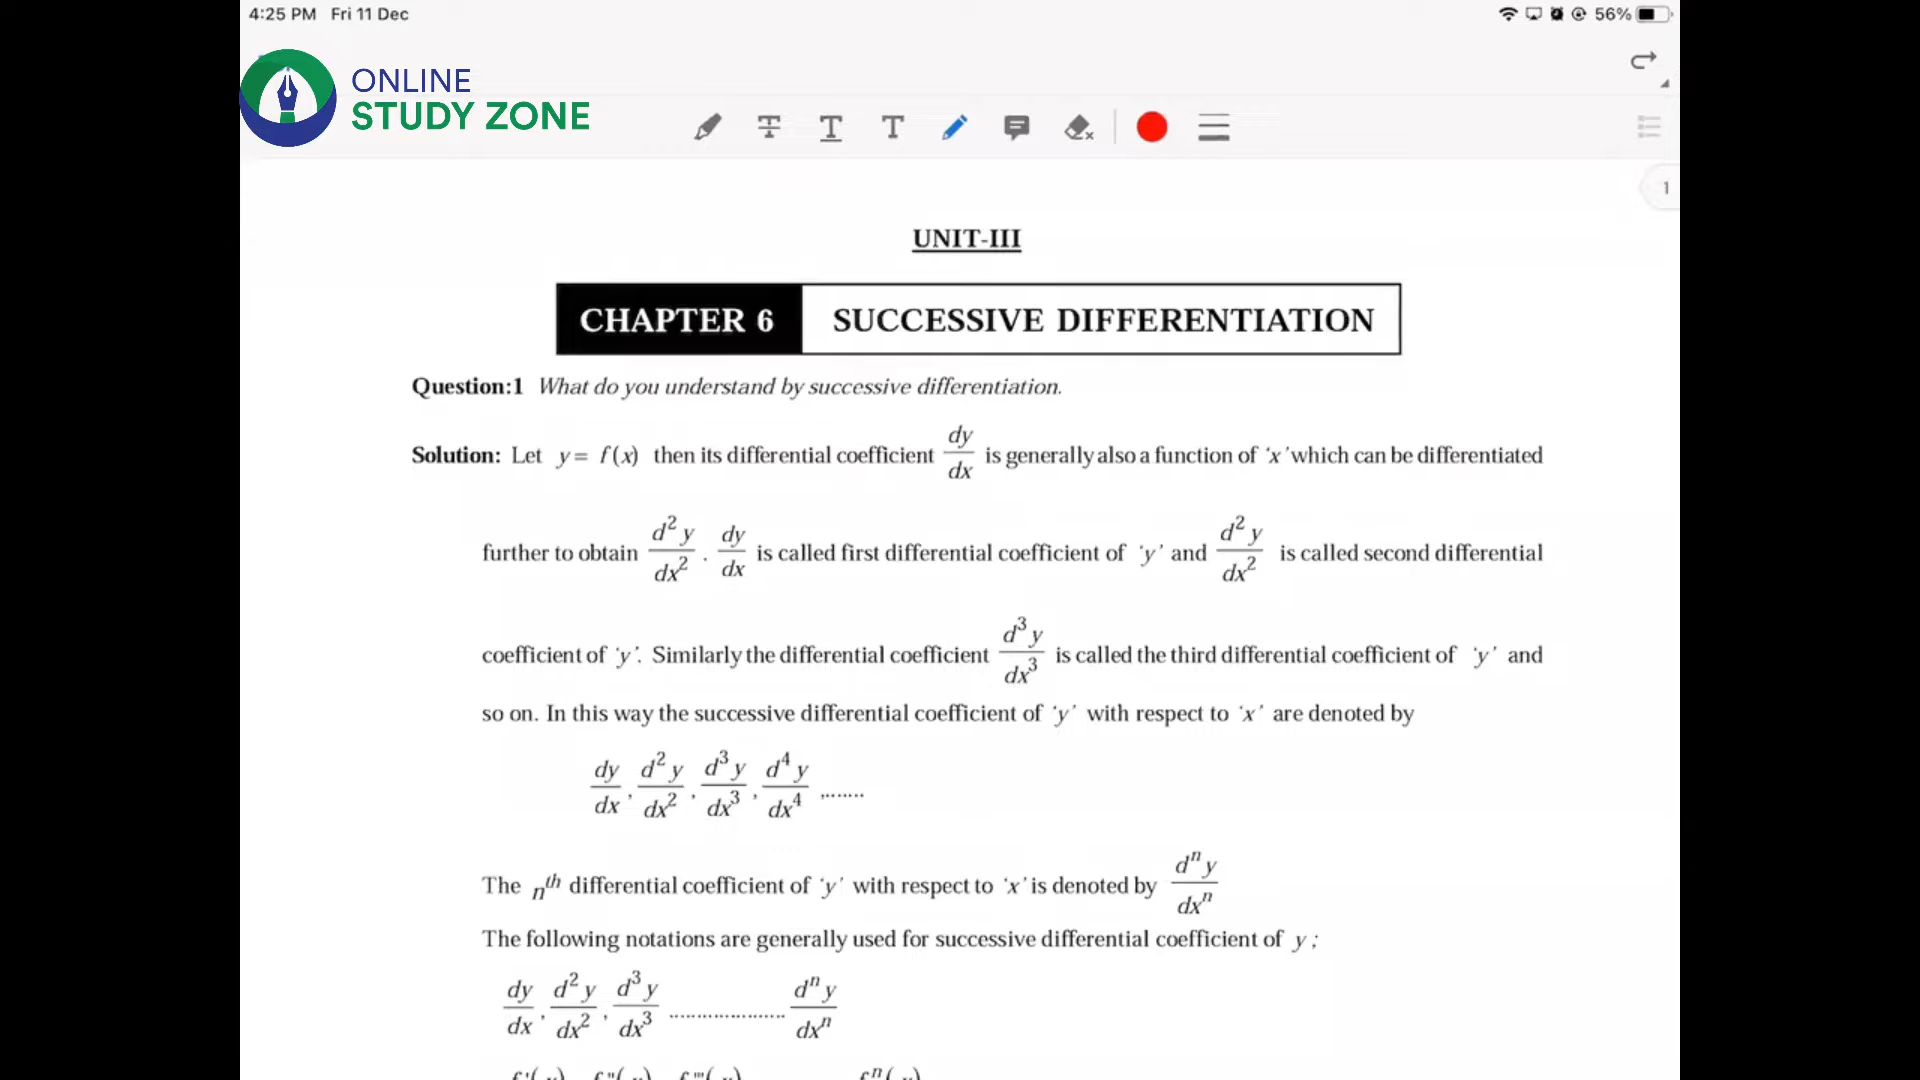 4:25 PM Fri 11 Dec
56%
ONLINE
STUDY ZONE
1
UNIT-III
CHAPTER 6 SUCCESSIVE DIFFERENTIATION
Question:1 What do you understand by successive differentiation.
Solution: Let y = f(x) then its differential coefficient dy/dx is generally also a function of ‘x’ which can be differentiated
further to obtain d²y/dx² . dy/dx is called first differential coefficient of ‘y’ and d²y/dx² is called second differential
coefficient of ‘y’. Similarly the differential coefficient d³y/dx³ is called the third differential coefficient of ‘y’ and
so on. In this way the successive differential coefficient of ‘y’ with respect to ‘x’ are denoted by
dy/dx , d²y/dx² , d³y/dx³ , d⁴y/dx⁴ ,.......
The nᵗʰ differential coefficient of ‘y’ with respect to ‘x’ is denoted by dⁿy/dxⁿ
The following notations are generally used for successive differential coefficient of y ;
dy/dx , d²y/dx² , d³y/dx³ ..................... dⁿy/dxⁿ